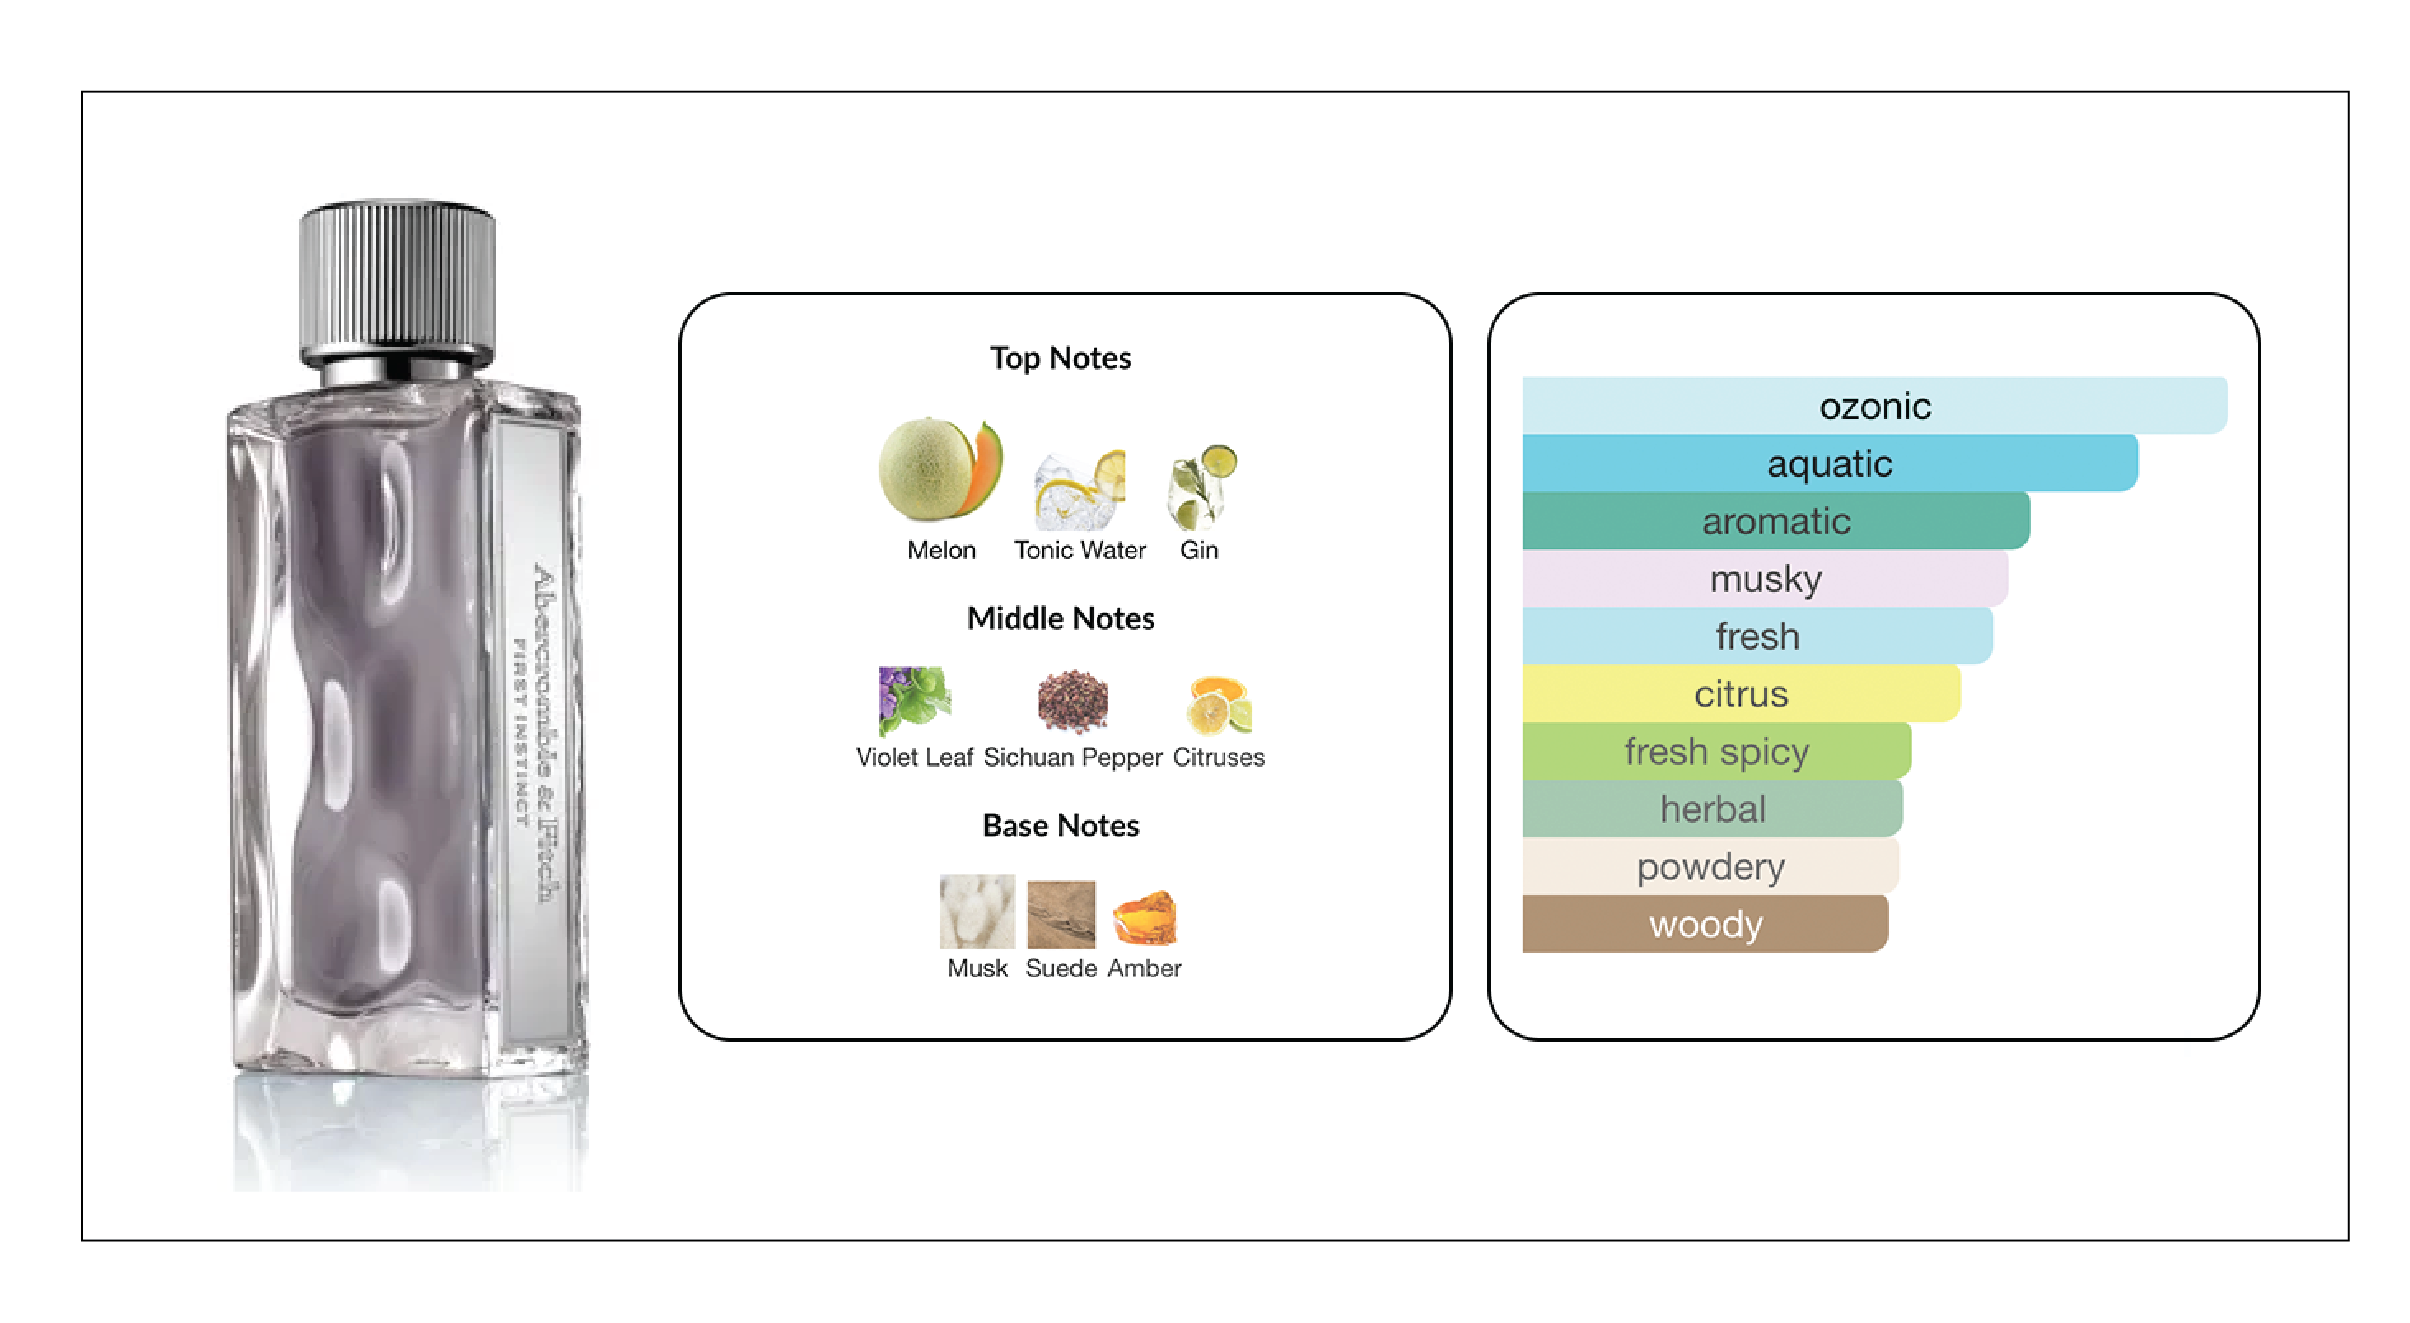 Abercrombie & Fitch
FIRST INSTINCT
Top Notes
Melon Tonic Water Gin
Middle Notes
Violet Leaf Sichuan Pepper Citruses
Base Notes
Musk Suede Amber
ozonic
aquatic
aromatic
musky
fresh
citrus
fresh spicy
herbal
powdery
woody